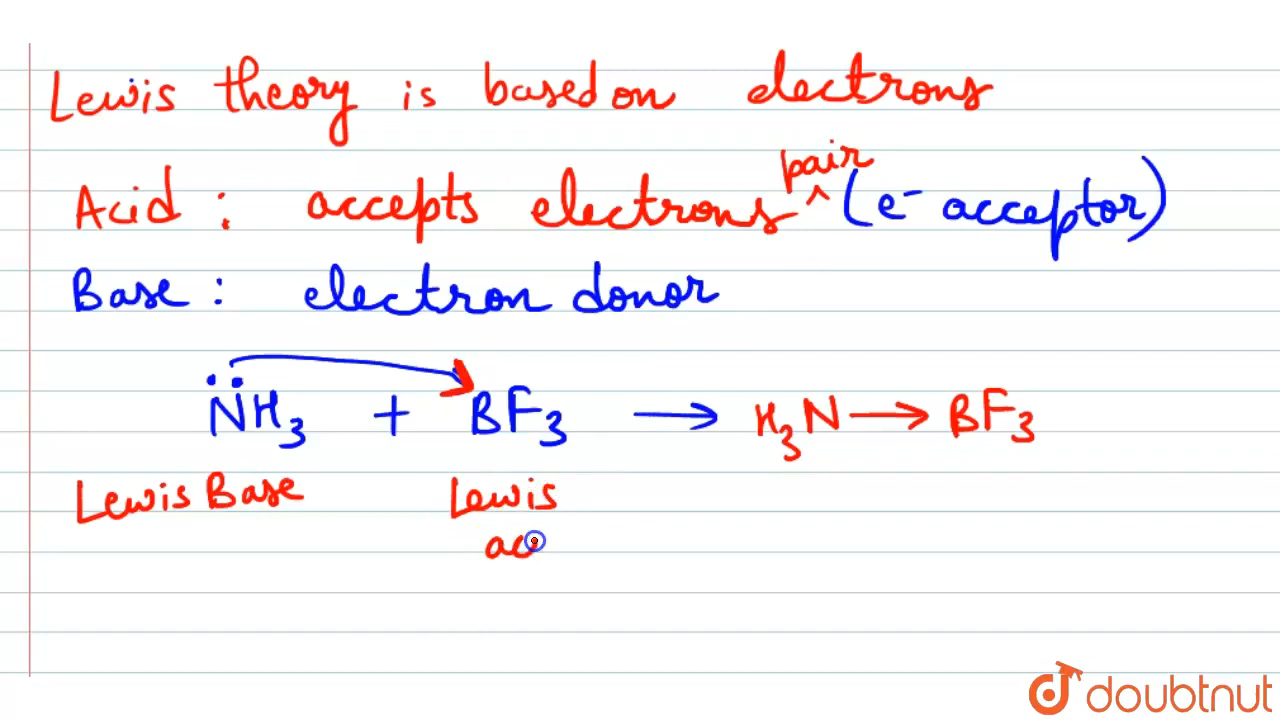 Lewis theory is based on electrons
Acid : accepts electrons ^ pair (e⁻ acceptor)
Base : electron donor
N̈H₃ + BF₃ → H₃N → BF₃
Lewis Base Lewis
ac
doubtnut